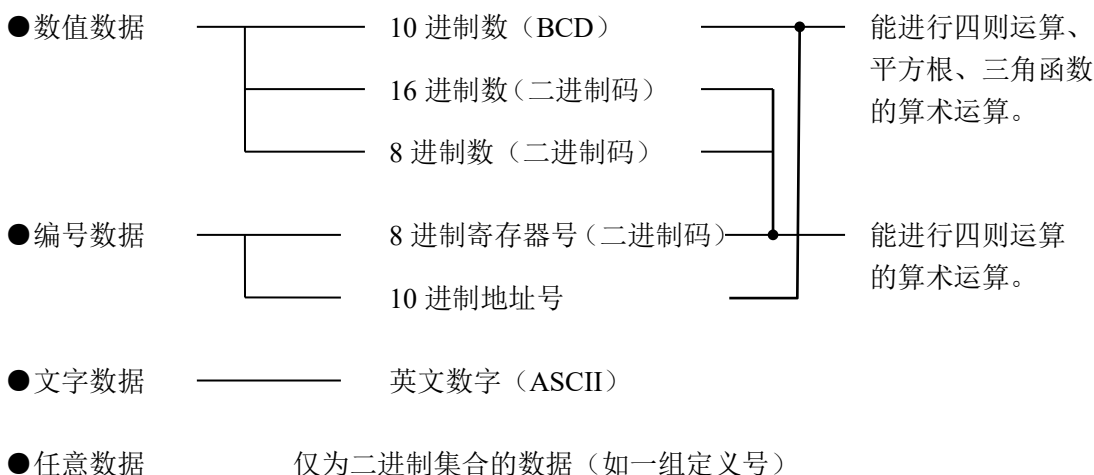 ●数值数据 10 进制数（BCD） 能进行四则运算、
平方根、三角函数
16 进制数（二进制码）
的算术运算。
8 进制数（二进制码）
●编号数据 8 进制寄存器号（二进制码） 能进行四则运算
的算术运算。
10 进制地址号
●文字数据 英文数字（ASCII）
●任意数据 仅为二进制集合的数据（如一组定义号）